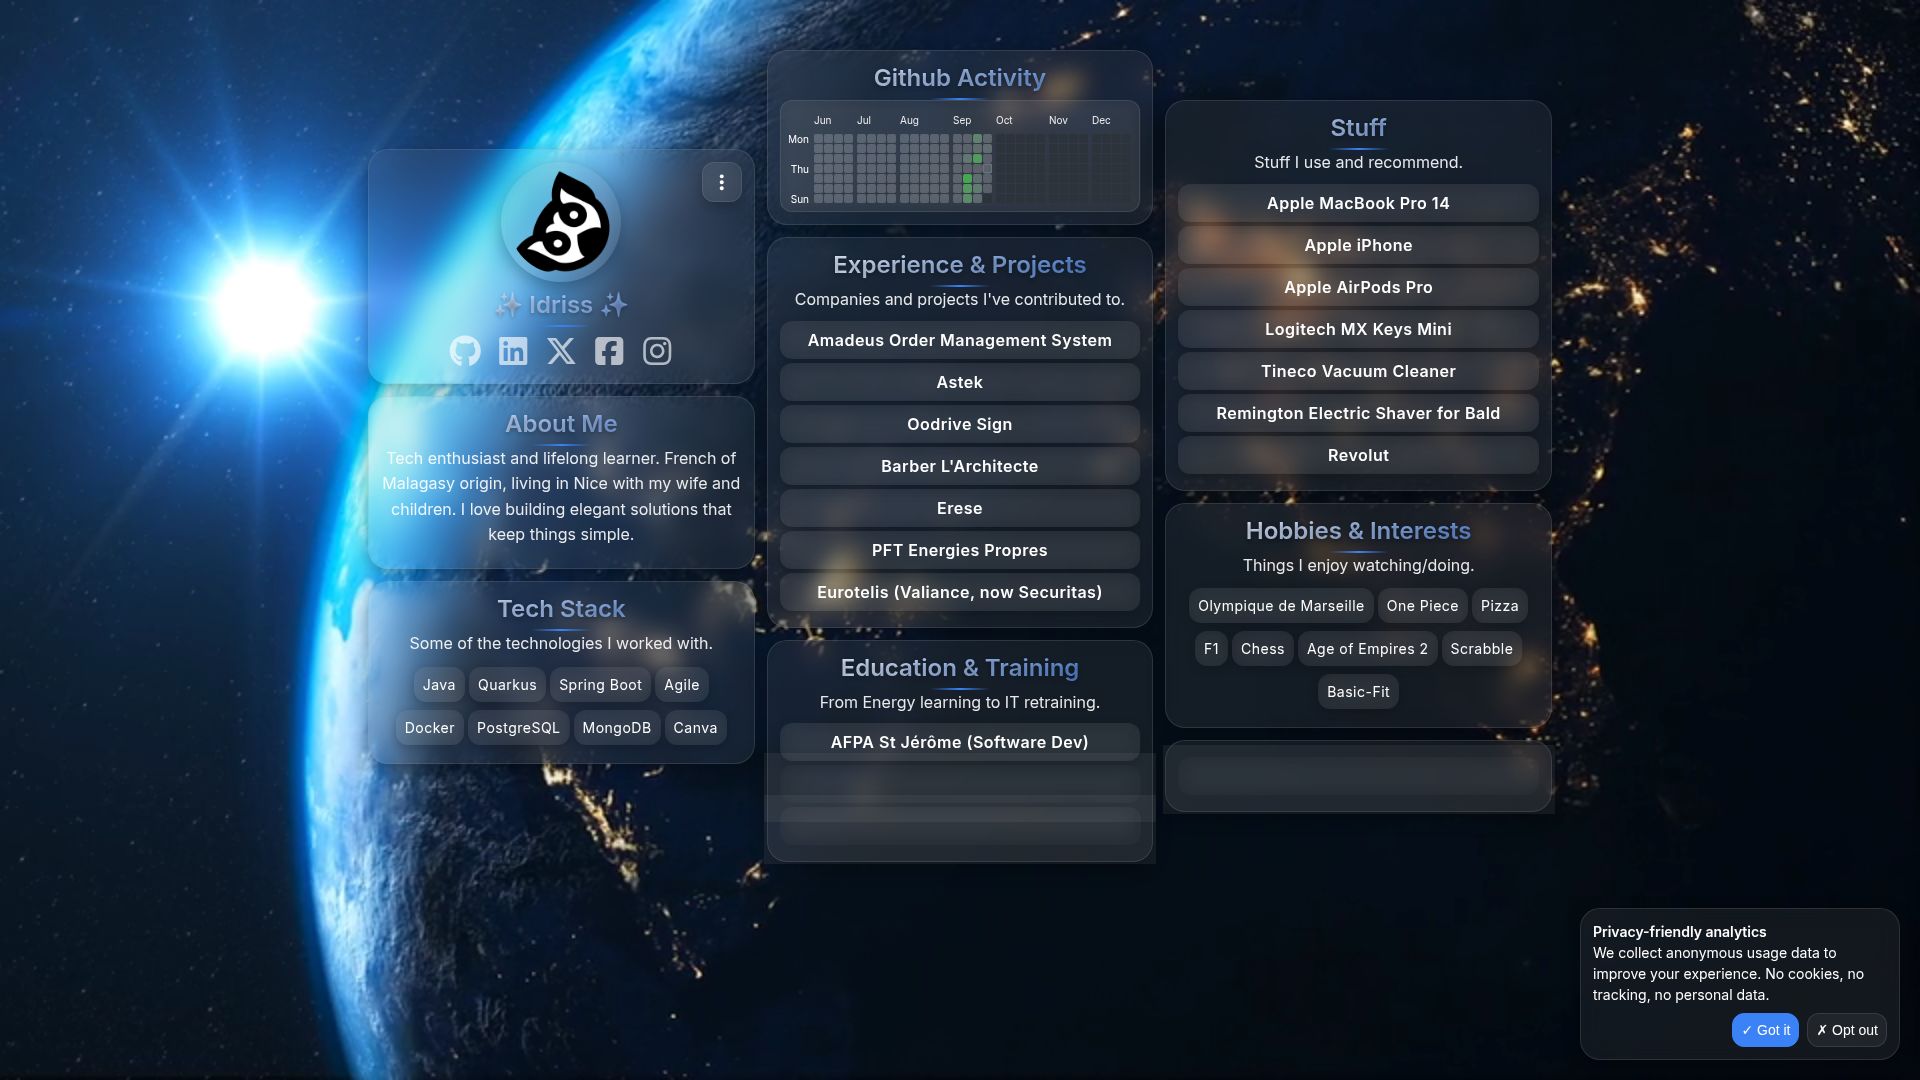 ✨ Idriss ✨
About Me
Tech enthusiast and lifelong learner. French of
Malagasy origin, living in Nice with my wife and
children. I love building elegant solutions that
keep things simple.
Tech Stack
Some of the technologies I worked with.
Java Quarkus Spring Boot Agile
Docker PostgreSQL MongoDB Canva
Github Activity
Jun Jul Aug Sep Oct Nov Dec
Mon
Thu
Sun
Experience & Projects
Companies and projects I've contributed to.
Amadeus Order Management System
Astek
Oodrive Sign
Barber L'Architecte
Erese
PFT Energies Propres
Eurotelis (Valiance, now Securitas)
Education & Training
From Energy learning to IT retraining.
AFPA St Jérôme (Software Dev)
Stuff
Stuff I use and recommend.
Apple MacBook Pro 14
Apple iPhone
Apple AirPods Pro
Logitech MX Keys Mini
Tineco Vacuum Cleaner
Remington Electric Shaver for Bald
Revolut
Hobbies & Interests
Things I enjoy watching/doing.
Olympique de Marseille One Piece Pizza
F1 Chess Age of Empires 2 Scrabble
Basic-Fit
Privacy-friendly analytics
We collect anonymous usage data to
improve your experience. No cookies, no
tracking, no personal data.
✓ Got it ✗ Opt out